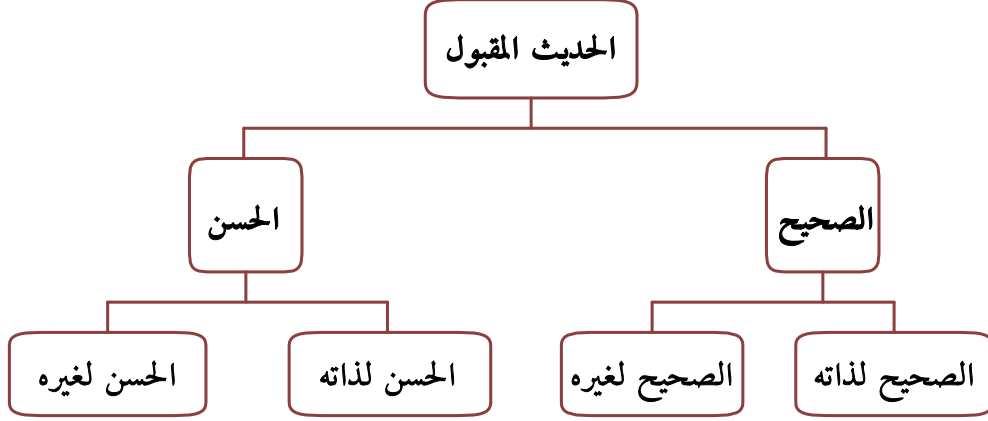 الحديث المقبول
الصحيح
الحسن
الصحيح لذاته
الصحيح لغيره
الحسن لذاته
الحسن لغيره